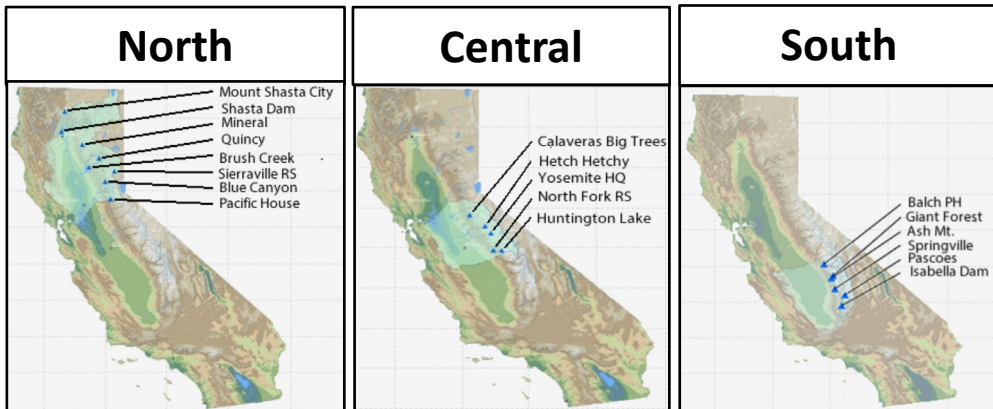 North
Mount Shasta City
Shasta Dam
Mineral
Quincy
Brush Creek
Sierraville RS
Blue Canyon
Pacific House
Central
Calaveras Big Trees
Hetch Hetchy
Yosemite HQ
North Fork RS
Huntington Lake
South
Balch PH
Giant Forest
Ash Mt.
Springville
Pascoes
Isabella Dam